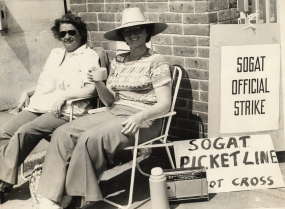 SOGAT
OFFICIAL
STRIKE
SOGAT
PICKET LINE
OT CROSS